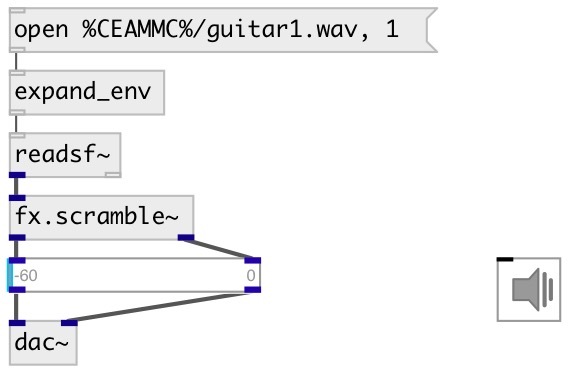 open %CEAMMC%/guitar1.wav, 1
expand_env
readsf~
fx.scramble~
-60 0
dac~